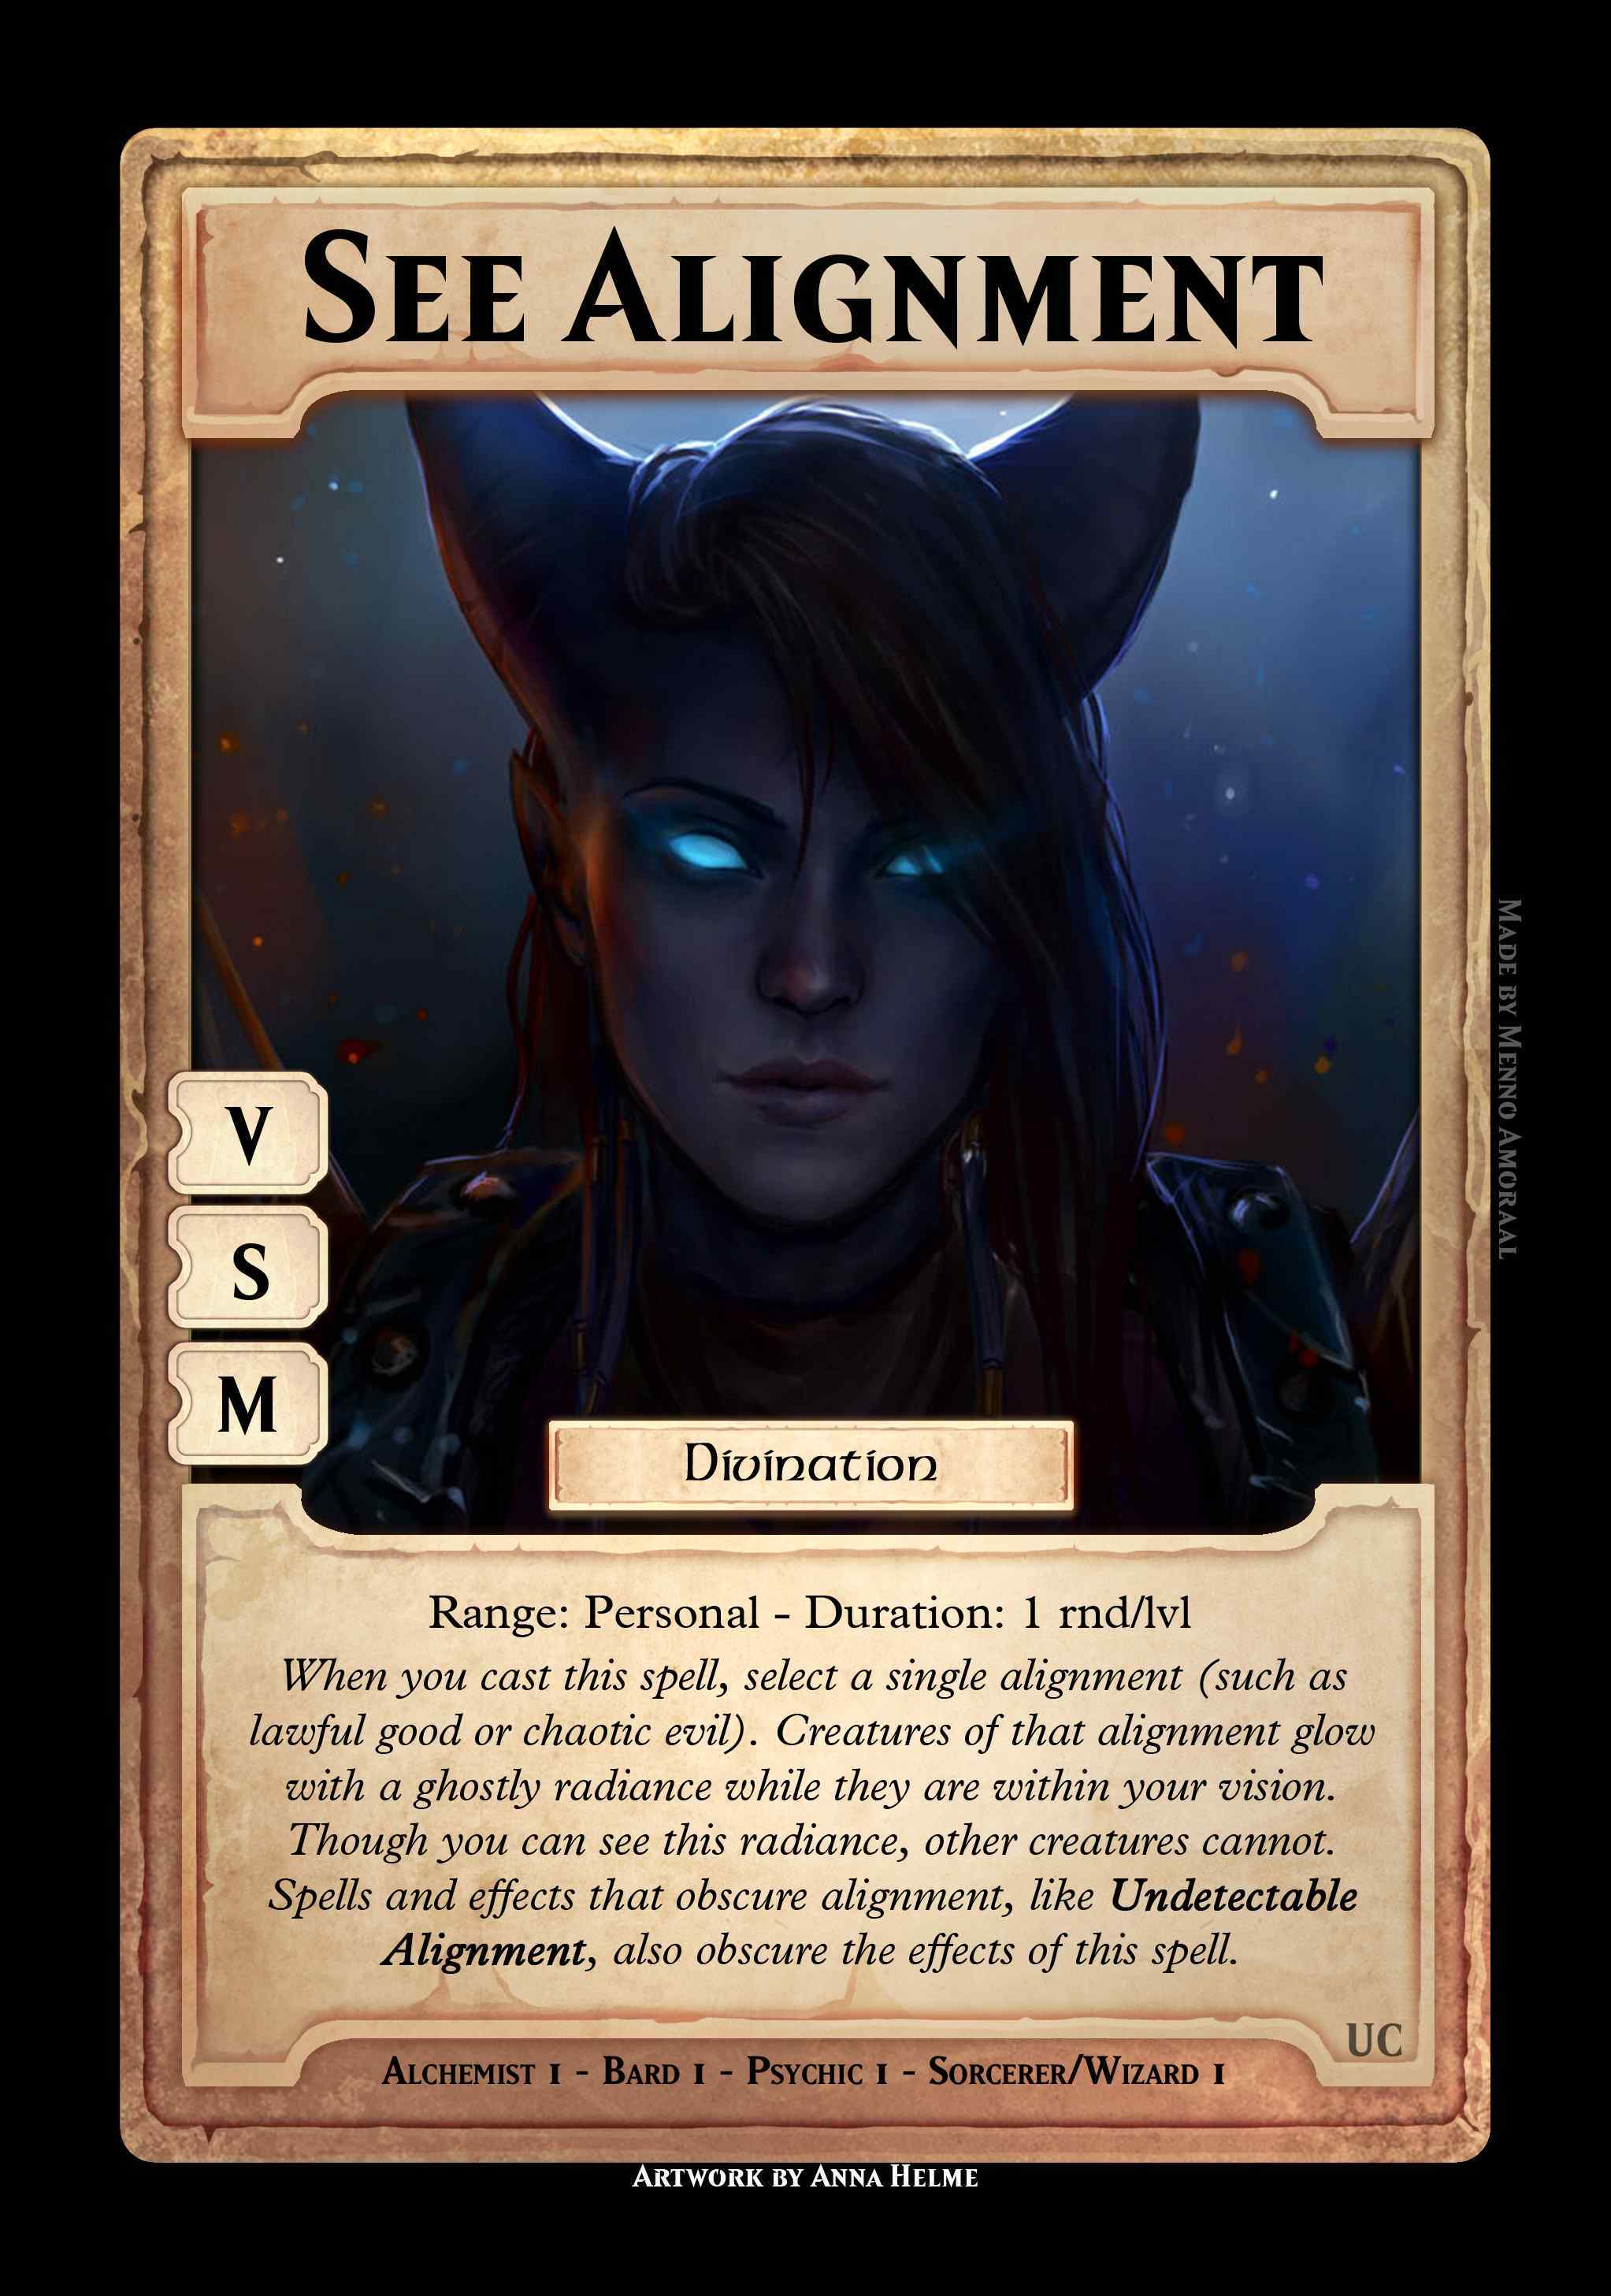 See Alignment
V
S
M
Divination
Range: Personal - Duration: 1 rnd/lvl
When you cast this spell, select a single alignment (such as
lawful good or chaotic evil). Creatures of that alignment glow
with a ghostly radiance while they are within your vision.
Though you can see this radiance, other creatures cannot.
Spells and effects that obscure alignment, like Undetectable
Alignment, also obscure the effects of this spell.
UC
Alchemist 1 - Bard 1 - Psychic 1 - Sorcerer/Wizard 1
Artwork by Anna Helme
Made by Menno Amoraal